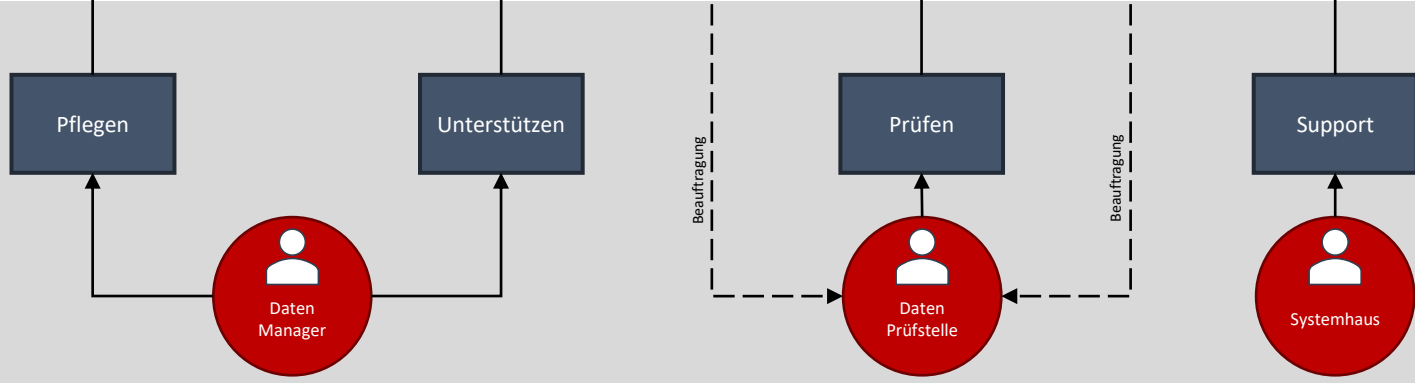 Pflegen
Unterstützen
Prüfen
Support
Beauftragung
Beauftragung
Daten
Manager
Daten
Prüfstelle
Systemhaus